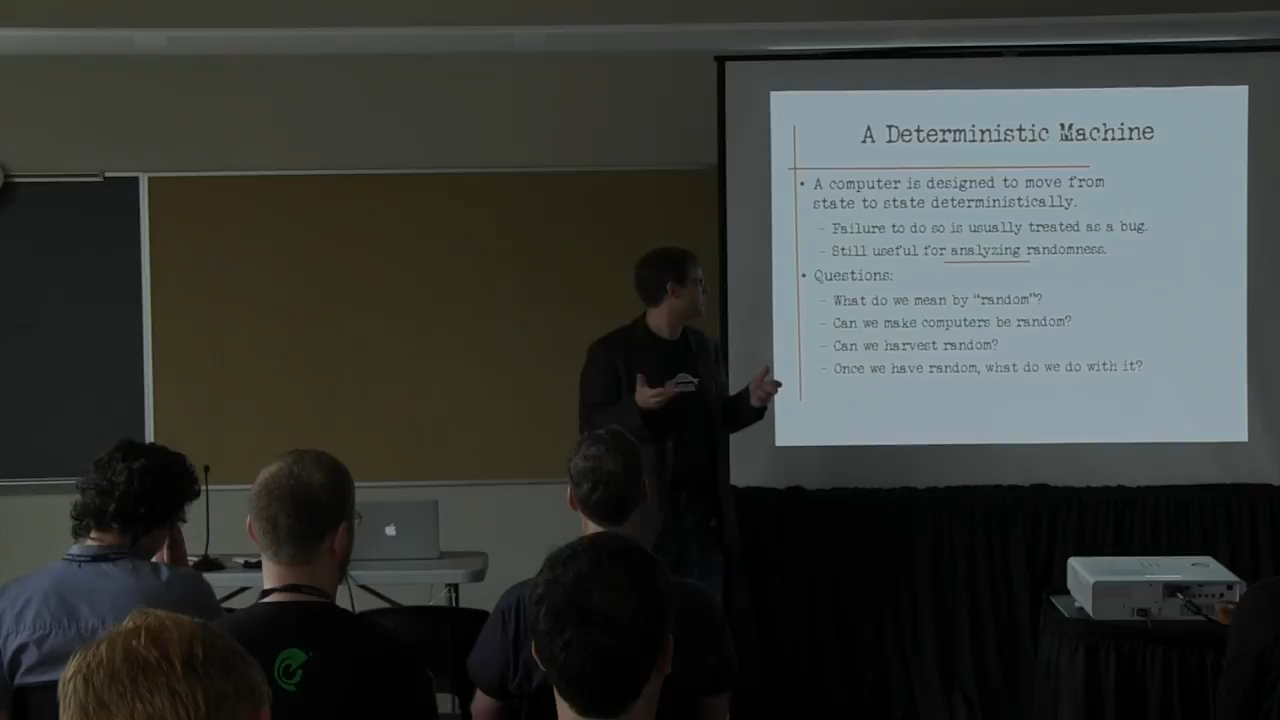 A Deterministic Machine
• A computer is designed to move from
state to state deterministically.
– Failure to do so is usually treated as a bug.
– Still useful for analyzing randomness.
• Questions:
– What do we mean by “random”?
– Can we make computers be random?
– Can we harvest random?
– Once we have random, what do we do with it?